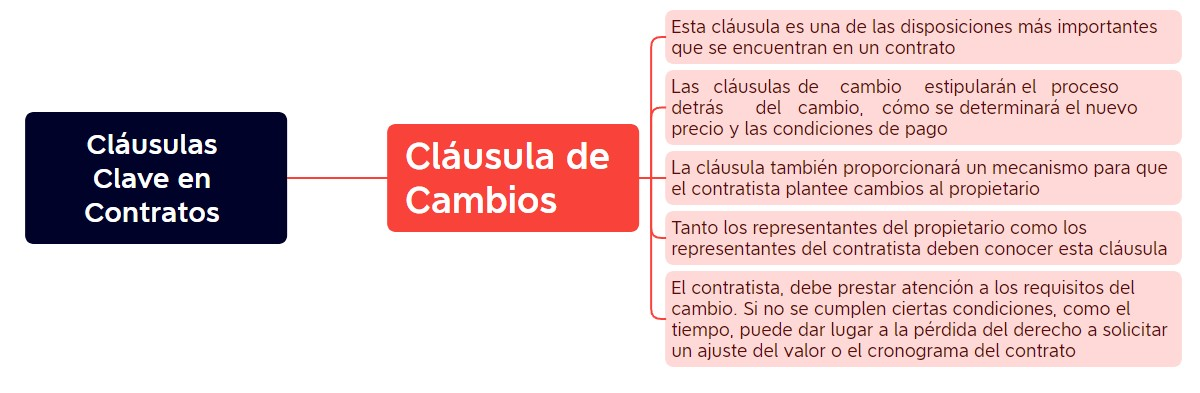 Cláusulas
Clave en
Contratos
Cláusula de
Cambios
Esta cláusula es una de las disposiciones más importantes
que se encuentran en un contrato
Las cláusulas de cambio estipularán el proceso
detrás del cambio, cómo se determinará el nuevo
precio y las condiciones de pago
La cláusula también proporcionará un mecanismo para que
el contratista plantee cambios al propietario
Tanto los representantes del propietario como los
representantes del contratista deben conocer esta cláusula
El contratista, debe prestar atención a los requisitos del
cambio. Si no se cumplen ciertas condiciones, como el
tiempo, puede dar lugar a la pérdida del derecho a solicitar
un ajuste del valor o el cronograma del contrato